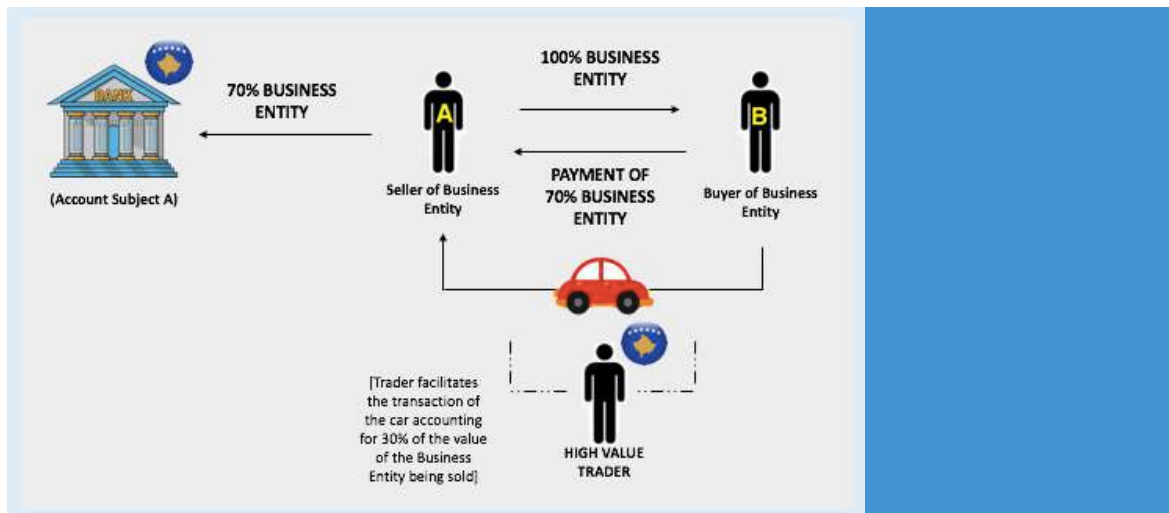 BANK
(Account Subject A)
70% BUSINESS
ENTITY
A
Seller of Business
Entity
100% BUSINESS
ENTITY
PAYMENT OF
70% BUSINESS
ENTITY
B
Buyer of Business
Entity
[Trader facilitates
the transaction of
the car accounting
for 30% of the value
of the Business
Entity being sold]
HIGH VALUE
TRADER